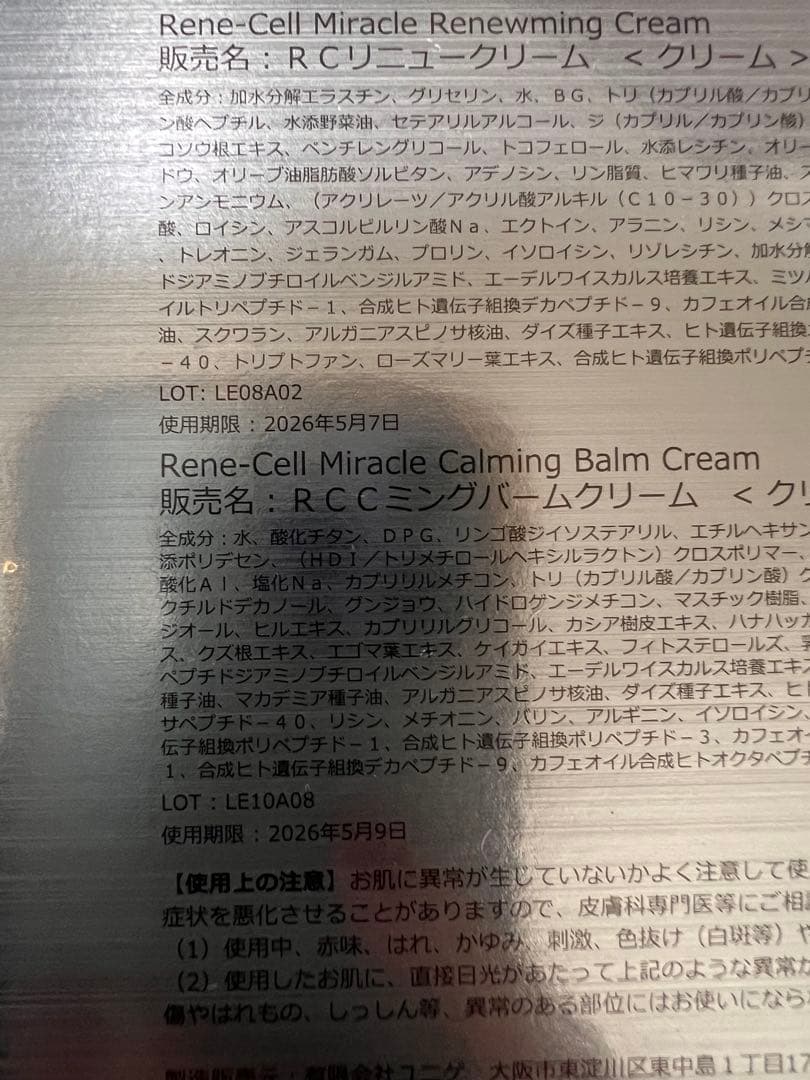 Rene-Cell Miracle Renewming Cream
販売名：ＲＣリニュークリーム ＜クリーム＞
全成分：加水分解エラスチン、グリセリン、水、ＢＧ、トリ（カプリル酸／カプリ
ン酸ヘプチル、水添野菜油、セテアリルアルコール、ジ（カプリル／カプリン酸）
コソウ根エキス、ペンチレングリコール、トコフェロール、水添レシチン、オリー
ドウ、オリーブ油脂肪酸ソルビタン、アデノシン、リン脂質、ヒマワリ種子油、ス
ンアンモニウム、（アクリレーツ／アクリル酸アルキル（Ｃ１０－３０））クロス
酸、ロイシン、アスコルビルリン酸Ｎａ、エクトイン、アラニン、リシン、メシマ
、トレオニン、ジェランガム、プロリン、イソロイシン、リゾレシチン、加水分解
ドジアミノブチロイルベンジルアミド、エーデルワイスカルス培養エキス、ミツ
イルトリペプチド－１、合成ヒト遺伝子組換デカペプチド－９、カフェオイル合成
油、スクワラン、アルガニアスピノサ核油、ダイズ種子エキス、ヒト遺伝子組換
－４０、トリプトファン、ローズマリー葉エキス、合成ヒト遺伝子組換ポリペプチ
LOT: LE08A02
使用期限：2026年5月7日
Rene-Cell Miracle Calming Balm Cream
販売名：ＲＣＣミングバームクリーム ＜クリ
全成分：水、酸化チタン、ＤＰＧ、リンゴ酸ジイソステアリル、エチルヘキサン
添ポリデセン、（ＨＤＩ／トリメチロールヘキシルラクトン）クロスポリマー、
酸化Ａｌ、塩化Ｎａ、カプリリルメチコン、トリ（カプリル酸／カプリン酸）グ
クチルドデカノール、グンジョウ、ハイドロゲンジメチコン、マスチック樹脂、
ジオール、ヒルエキス、カプリリルグリコール、カシア樹皮エキス、ハナハッカ
ス、クズ根エキス、エゴマ葉エキス、ケイガイエキス、フィトステロールズ、
ペプチドジアミノブチロイルベンジルアミド、エーデルワイスカルス培養エキス
種子油、マカデミア種子油、アルガニアスピノサ核油、ダイズ種子エキス、ヒト
サペプチド－４０、リシン、メチオニン、バリン、アルギニン、イソロイシン、
伝子組換ポリペプチド－１、合成ヒト遺伝子組換ポリペプチド－３、カフェオイ
１、合成ヒト遺伝子組換デカペプチド－９、カフェオイル合成ヒトオクタペプチ
LOT：LE10A08
使用期限：2026年5月9日
【使用上の注意】お肌に異常が生じていないかよく注意して使
症状を悪化させることがありますので、皮膚科専門医等にご相
（1）使用中、赤味、はれ、かゆみ、刺激、色抜け（白斑等）や
（2）使用したお肌に、直接日光があたって上記のような異常が
傷やはれもの、しっしん等、異常のある部位にはお使いになら
製造販売元：有限会社ユニゲ、大阪市東淀川区東中島１丁目17